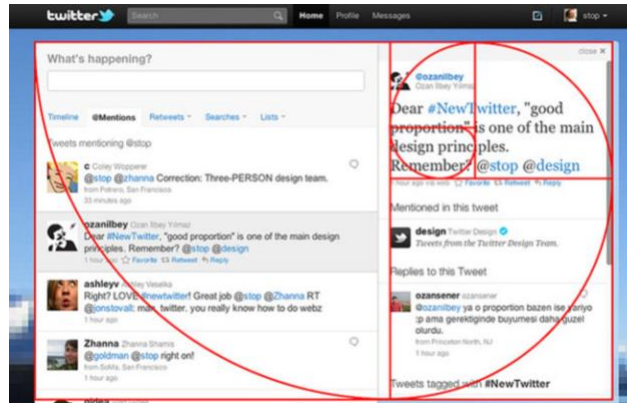 twitter
Search
Home Profile Messages
stop
close ×
What's happening?
Timeline @Mentions Retweets Searches Lists
Tweets mentioning @stop
c Coley Wopperer
@stop @zhanna Correction: Three-PERSON design team.
from Potrero, San Francisco
33 minutes ago
ozanilbey Ozan Ilbey Yilmaz
Dear #NewTwitter, "good proportion" is one of the main design
principles. Remember? @stop @design
1 hour ago Favorite Retweet Reply
ashleyv Ashley Veselka
Right? LOVE #newtwitter! Great job @stop @Zhanna RT
@jonstovall: man, twitter, you really know how to do webz
1 hour ago
Zhanna Zhanna Shamis
@goldman @stop right on!
from SoMa, San Francisco
1 hour ago
@ozanilbey
Ozan Ilbey Yilmaz
Dear #NewTwitter, "good
proportion" is one of the main
design principles.
Remember? @stop @design
1 hour ago via web Favorite Retweet Reply
Mentioned in this tweet
design Twitter Design
Tweets from the Twitter Design Team.
Replies to this Tweet
ozansener ozansener
@ozanilbey ya o proportion bazen ise yariyo
:p ama gerektiginde buyumesi daha guzel
olurdu.
from Princeton North, NJ
1 hour ago
Tweets tagged with #NewTwitter